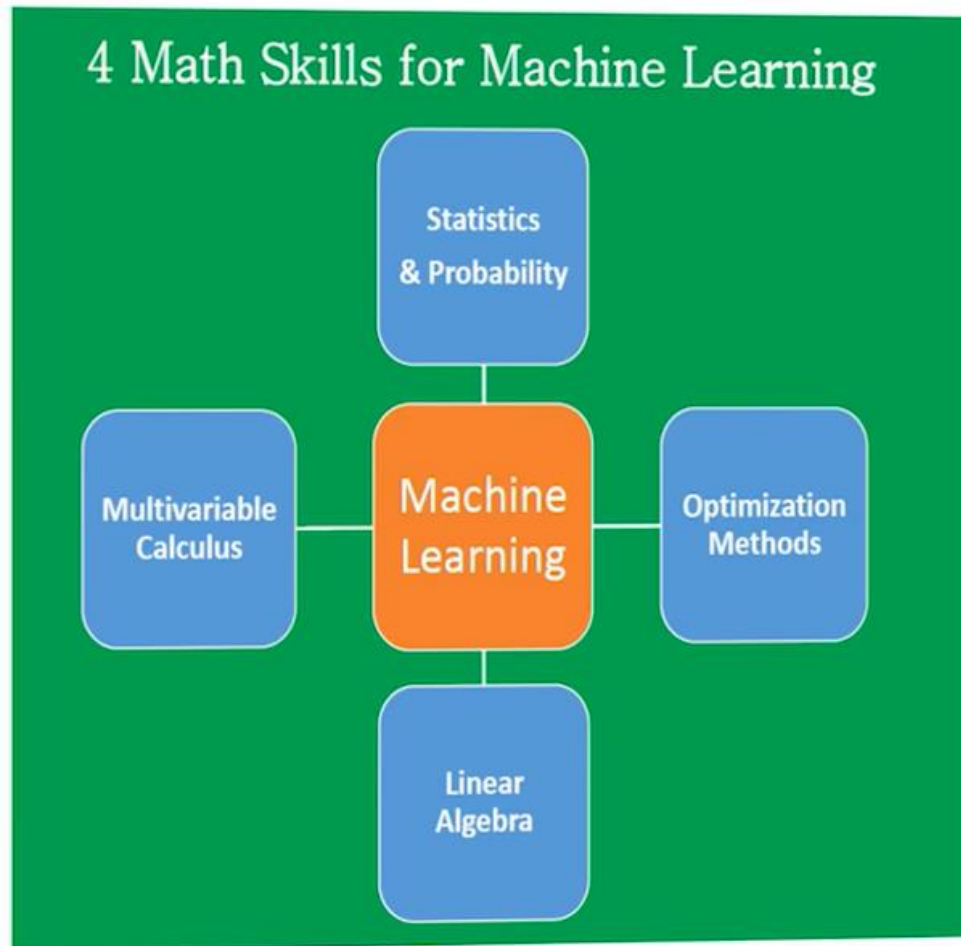 4 Math Skills for Machine Learning
Statistics
& Probability
Multivariable
Calculus
Machine
Learning
Optimization
Methods
Linear
Algebra